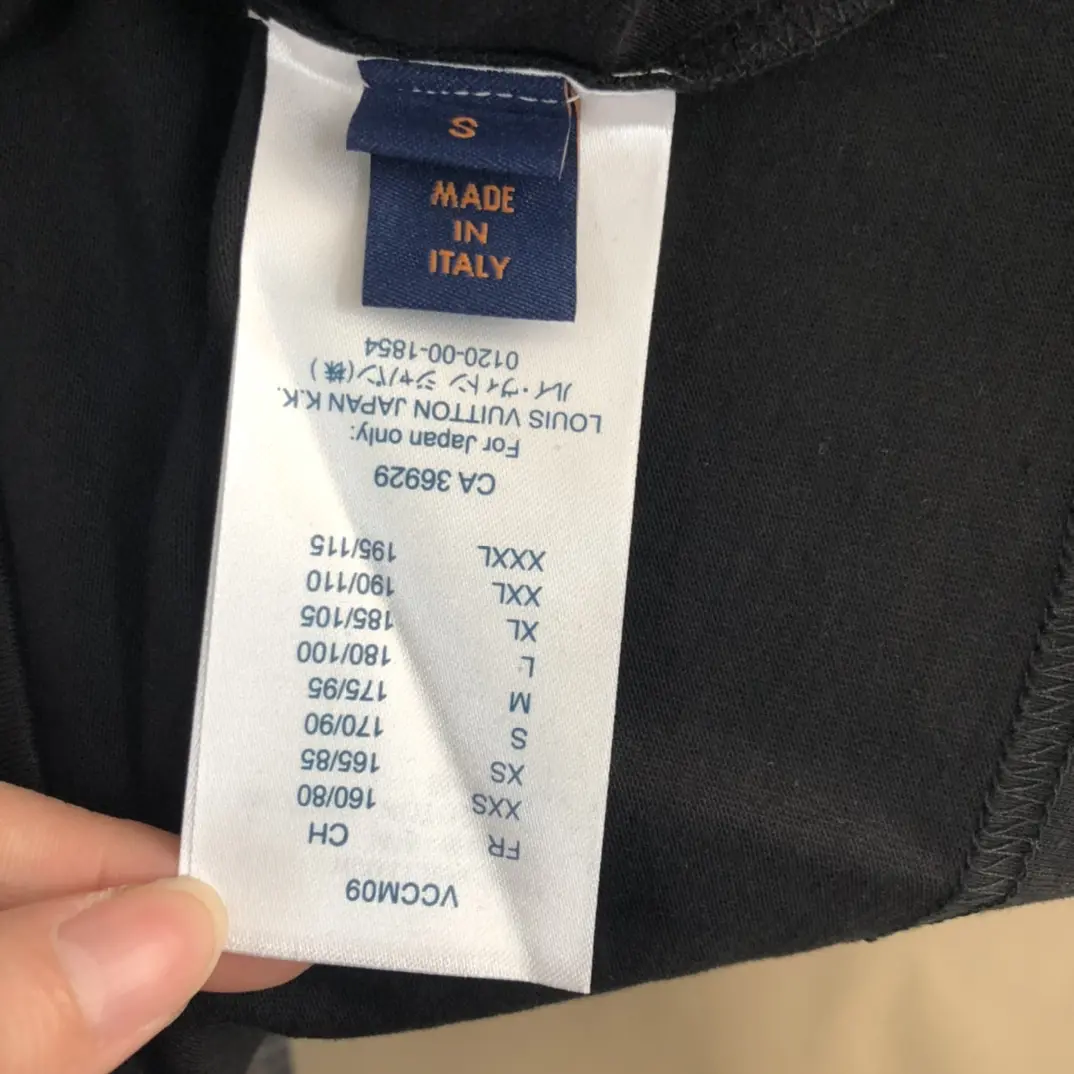 S
MADE
IN
ITALY
VCCM09
FR CH
XXS 160/80
XS 165/85
S 170/90
M 175/95
L 180/100
XL 185/105
XXL 190/110
XXXL 195/115
CA 36929
For Japan only:
LOUIS VUITTON JAPAN K.K.
ルイ・ヴィトン ジャパン(株)
0120-00-1854